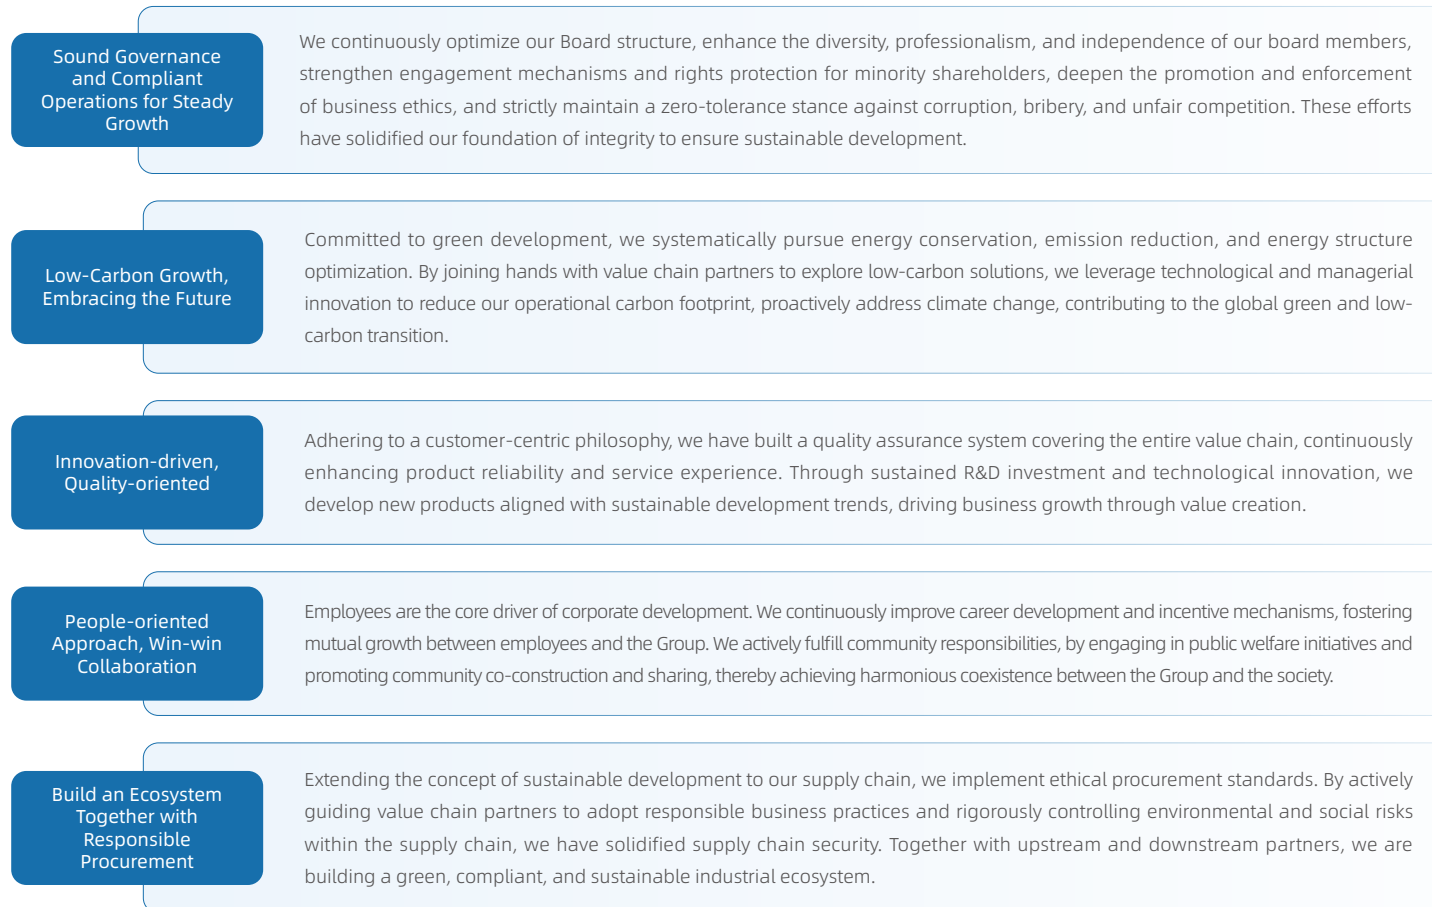 Sound Governance
and Compliant
Operations for Steady
Growth
We continuously optimize our Board structure, enhance the diversity, professionalism, and independence of our board members,
strengthen engagement mechanisms and rights protection for minority shareholders, deepen the promotion and enforcement
of business ethics, and strictly maintain a zero-tolerance stance against corruption, bribery, and unfair competition. These efforts
have solidified our foundation of integrity to ensure sustainable development.
Low-Carbon Growth,
Embracing the Future
Committed to green development, we systematically pursue energy conservation, emission reduction, and energy structure
optimization. By joining hands with value chain partners to explore low-carbon solutions, we leverage technological and managerial
innovation to reduce our operational carbon footprint, proactively address climate change, contributing to the global green and low-
carbon transition.
Innovation-driven,
Quality-oriented
Adhering to a customer-centric philosophy, we have built a quality assurance system covering the entire value chain, continuously
enhancing product reliability and service experience. Through sustained R&D investment and technological innovation, we
develop new products aligned with sustainable development trends, driving business growth through value creation.
People-oriented
Approach, Win-win
Collaboration
Employees are the core driver of corporate development. We continuously improve career development and incentive mechanisms, fostering
mutual growth between employees and the Group. We actively fulfill community responsibilities, by engaging in public welfare initiatives and
promoting community co-construction and sharing, thereby achieving harmonious coexistence between the Group and the society.
Build an Ecosystem
Together with
Responsible
Procurement
Extending the concept of sustainable development to our supply chain, we implement ethical procurement standards. By actively
guiding value chain partners to adopt responsible business practices and rigorously controlling environmental and social risks
within the supply chain, we have solidified supply chain security. Together with upstream and downstream partners, we are
building a green, compliant, and sustainable industrial ecosystem.